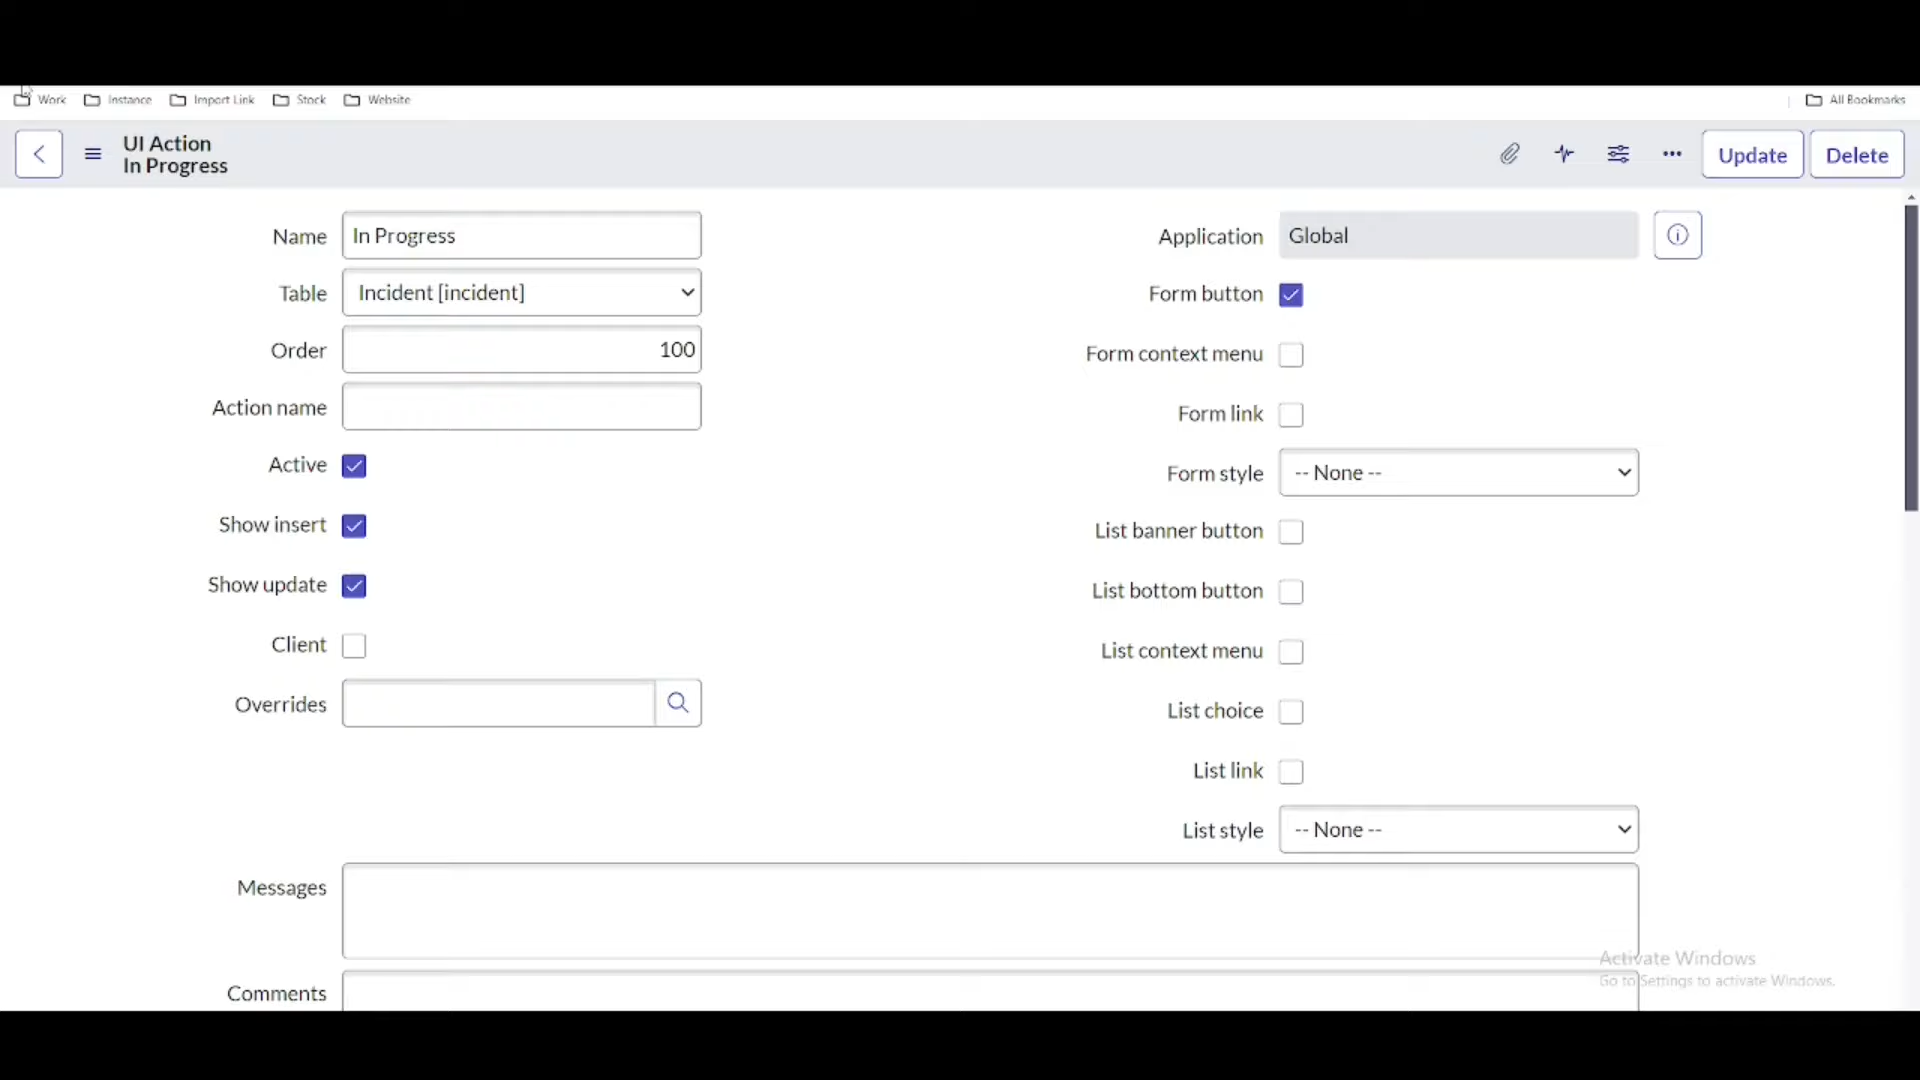 Work Instance Import Link Stock Website All Bookmarks
UI Action
In Progress
Update Delete
Name In Progress
Application Global
Table Incident [incident]
Form button
Order 100
Form context menu
Action name
Form link
Active
Form style -- None --
Show insert
List banner button
Show update
List bottom button
Client
List context menu
Overrides
List choice
List link
List style -- None --
Messages
Activate Windows
Go to Settings to activate Windows.
Comments